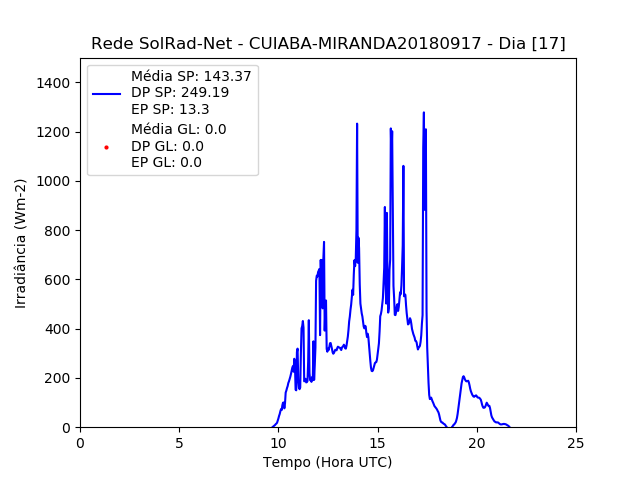 Rede SolRad-Net - CUIABA-MIRANDA20180917 - Dia [17]
Média SP: 143.37
DP SP: 249.19
EP SP: 13.3
Média GL: 0.0
DP GL: 0.0
EP GL: 0.0
Irradiância (Wm-2)
1400
1200
1000
800
600
400
200
0
0 5 10 15 20 25
Tempo (Hora UTC)